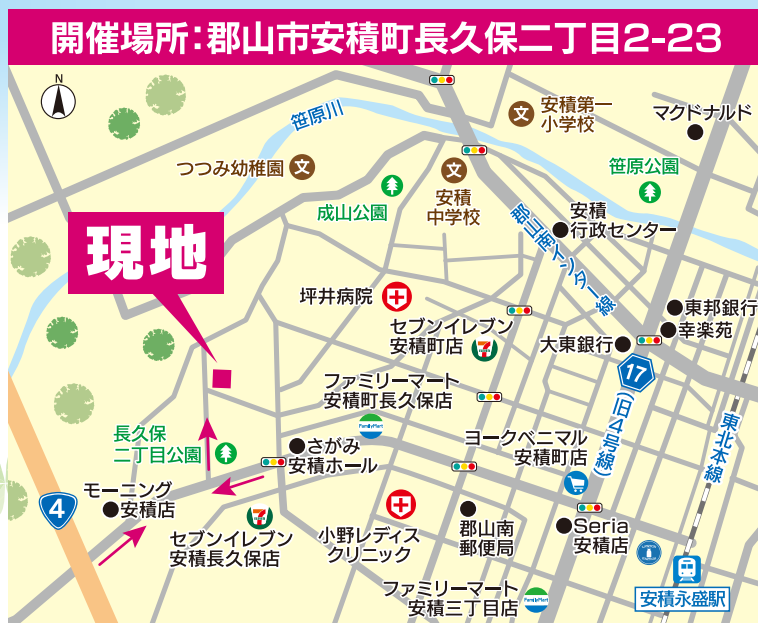 開催場所:郡山市安積町長久保二丁目2-23
N
笹原川
安積第一
小学校
マクドナルド
つつみ幼稚園
文
文
文
笹原公園
成山公園
安積
中学校
安積
行政センター
郡山南インター線
現地
坪井病院
東邦銀行
幸楽苑
セブンイレブン
安積町店
大東銀行
17
(旧4号線)
ファミリーマート
安積町長久保店
FamilyMart
東北本線
長久保
二丁目公園
さがみ
安積ホール
ヨークベニマル
安積町店
4
モーニング
安積店
セブンイレブン
安積長久保店
小野レディス
クリニック
郡山南
郵便局
Seria
安積店
ファミリーマート
安積三丁目店
FamilyMart
安積永盛駅